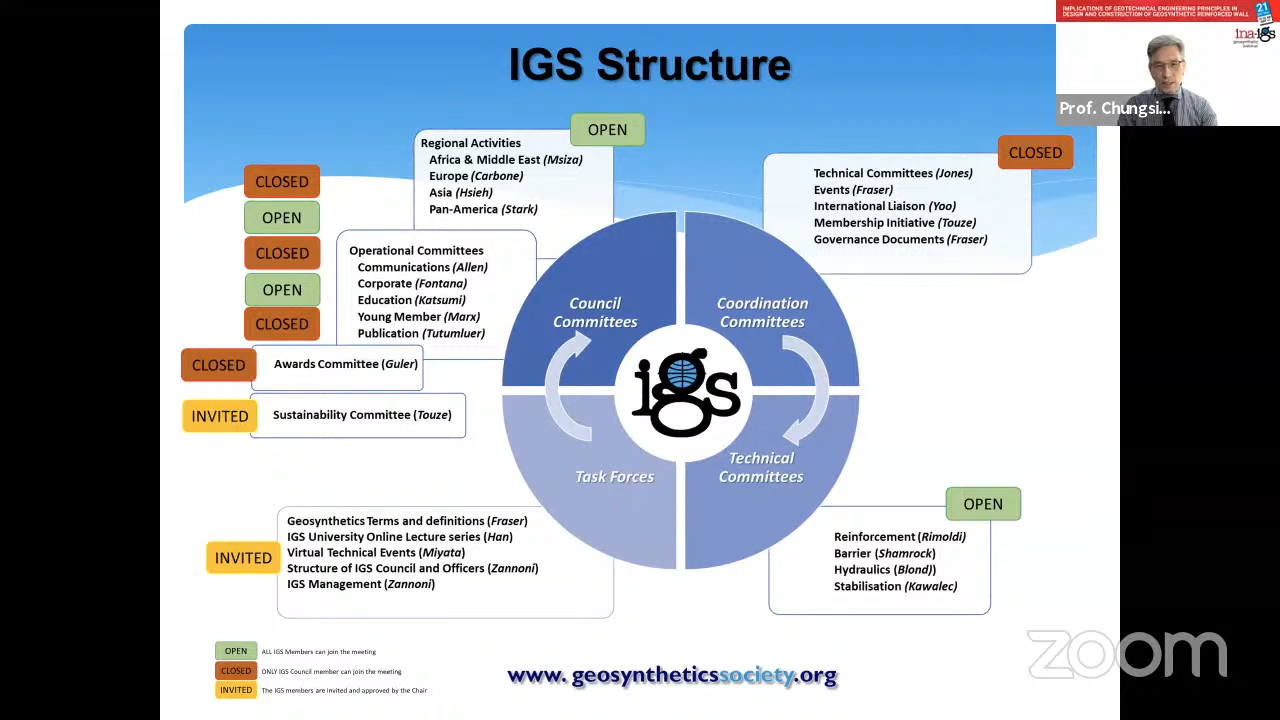 IMPLICATIONS OF GEOTECHNICAL ENGINEERING PRINCIPLES IN
DESIGN AND CONSTRUCTION OF GEOSYNTHETIC REINFORCED WALL
21
ina-igs
geosynthetic
webinar
Prof. Chungsi...
IGS Structure
OPEN
Regional Activities
Africa & Middle East (Msiza)
Europe (Carbone)
Asia (Hsieh)
Pan-America (Stark)
CLOSED
Technical Committees (Jones)
Events (Fraser)
International Liaison (Yoo)
Membership Initiative (Touze)
Governance Documents (Fraser)
CLOSED
OPEN
CLOSED
OPEN
CLOSED
Operational Committees
Communications (Allen)
Corporate (Fontana)
Education (Katsumi)
Young Member (Marx)
Publication (Tutumluer)
CLOSED
Awards Committee (Guler)
INVITED
Sustainability Committee (Touze)
Council
Committees
Coordination
Committees
igs
Task Forces
Technical
Committees
INVITED
Geosynthetics Terms and definitions (Fraser)
IGS University Online Lecture series (Han)
Virtual Technical Events (Miyata)
Structure of IGS Council and Officers (Zannoni)
IGS Management (Zannoni)
OPEN
Reinforcement (Rimoldi)
Barrier (Shamrock)
Hydraulics (Blond))
Stabilisation (Kawalec)
OPEN ALL IGS Members can join the meeting
CLOSED ONLY IGS Council member can join the meeting
INVITED The IGS members are invited and approved by the Chair
www. geosyntheticssociety.org
zoom